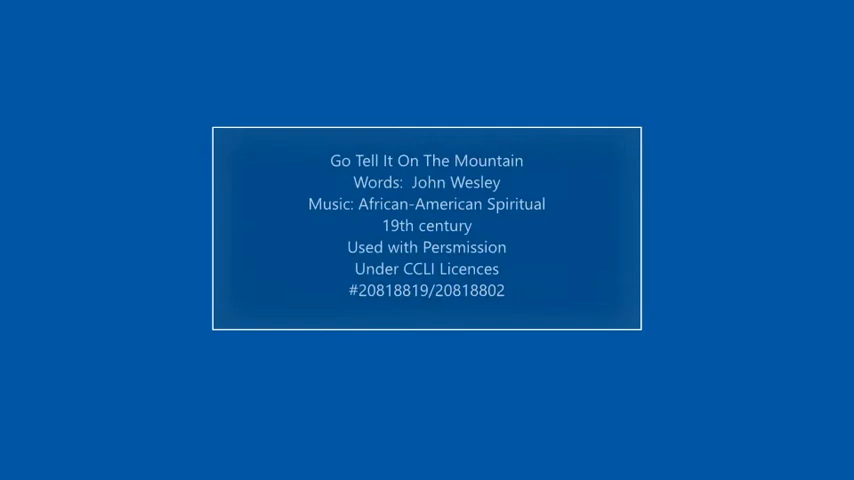 Go Tell It On The Mountain
Words:  John Wesley
Music: African-American Spiritual
19th century
Used with Persmission
Under CCLI Licences
#20818819/20818802